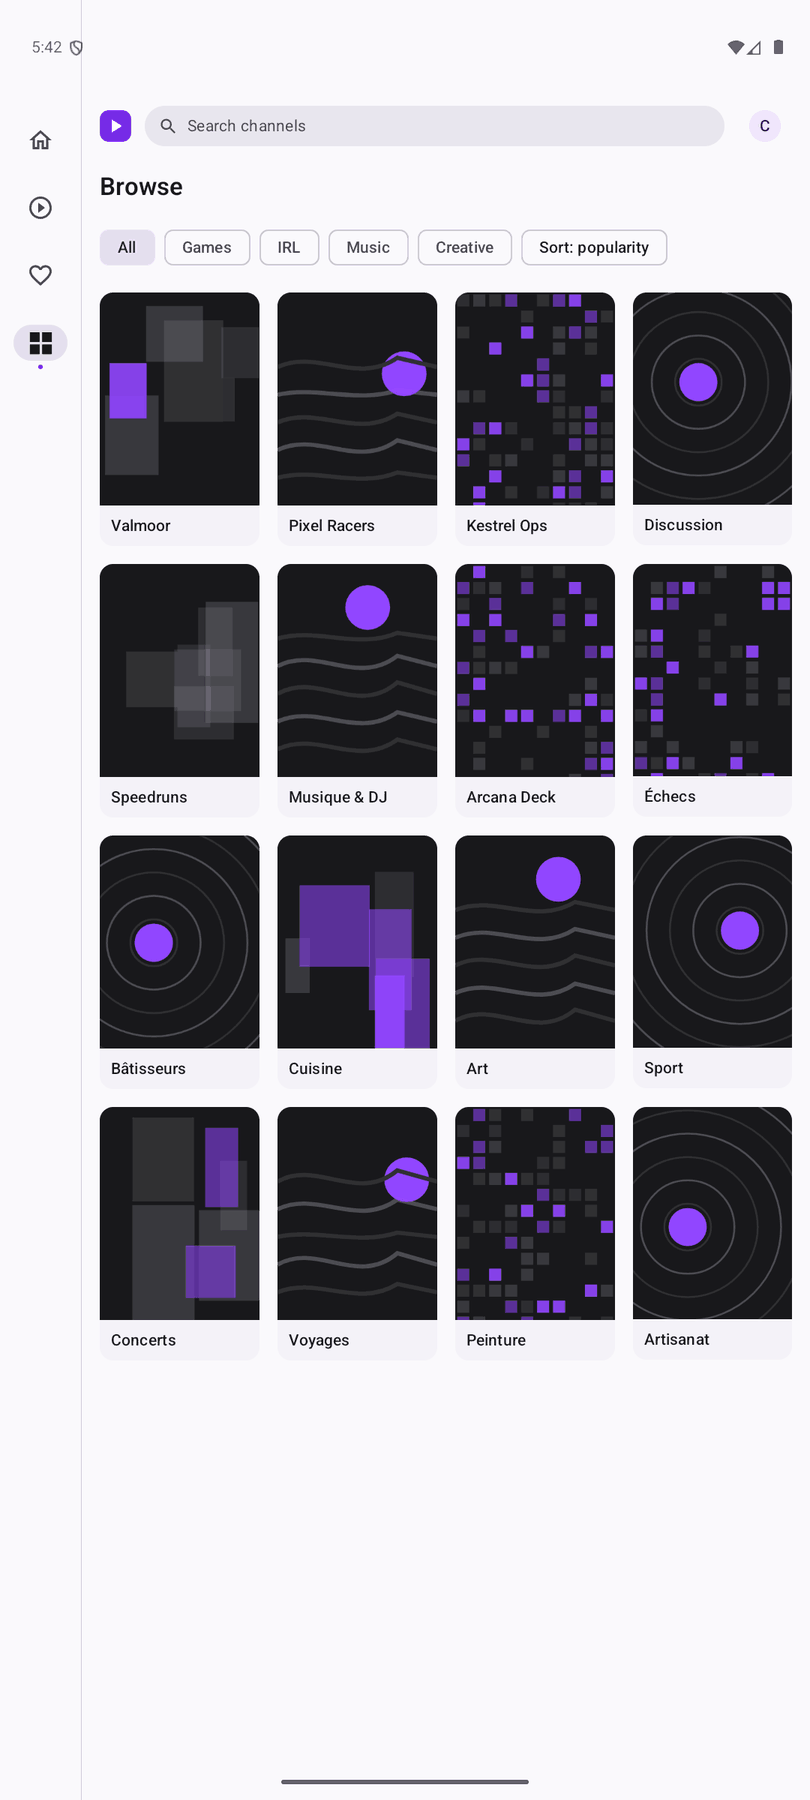 5:42
Search channels
C
Browse
All
Games
IRL
Music
Creative
Sort: popularity
Valmoor
Pixel Racers
Kestrel Ops
Discussion
Speedruns
Musique & DJ
Arcana Deck
Échecs
Bâtisseurs
Cuisine
Art
Sport
Concerts
Voyages
Peinture
Artisanat